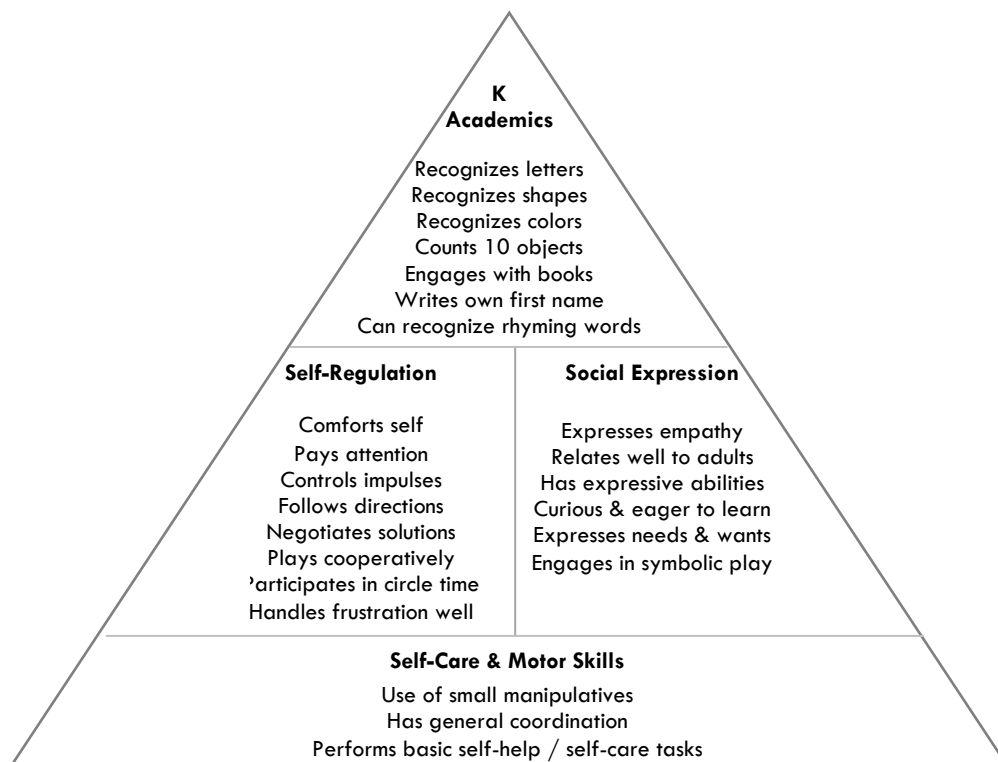 K
Academics
Recognizes letters
Recognizes shapes
Recognizes colors
Counts 10 objects
Engages with books
Writes own first name
Can recognize rhyming words
Self-Regulation
Comforts self
Pays attention
Controls impulses
Follows directions
Negotiates solutions
Plays cooperatively
Participates in circle time
Handles frustration well
Social Expression
Expresses empathy
Relates well to adults
Has expressive abilities
Curious & eager to learn
Expresses needs & wants
Engages in symbolic play
Self-Care & Motor Skills
Use of small manipulatives
Has general coordination
Performs basic self-help / self-care tasks